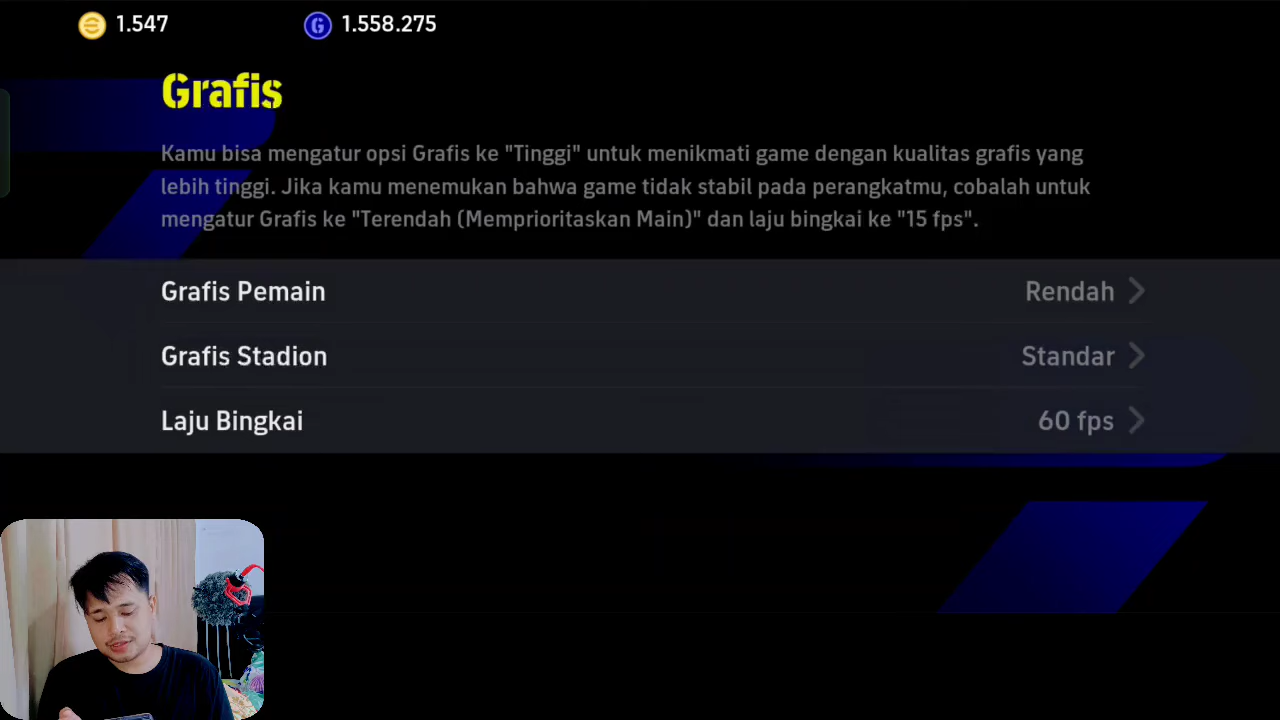 1.547
1.558.275
Grafis
Kamu bisa mengatur opsi Grafis ke "Tinggi" untuk menikmati game dengan kualitas grafis yang
lebih tinggi. Jika kamu menemukan bahwa game tidak stabil pada perangkatmu, cobalah untuk
mengatur Grafis ke "Terendah (Memprioritaskan Main)" dan laju bingkai ke "15 fps".
Grafis Pemain Rendah
Grafis Stadion Standar
Laju Bingkai 60 fps